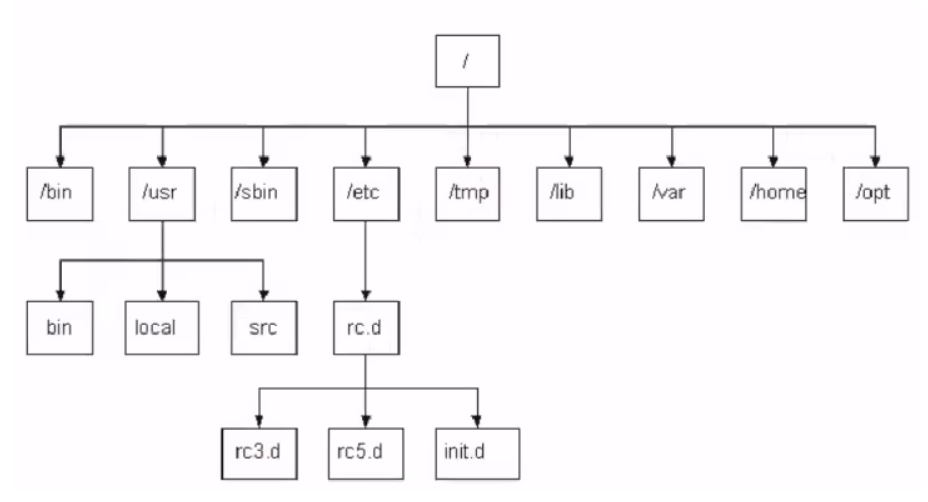 /
/bin /usr /sbin /etc /tmp /lib /var /home /opt
bin local src rc.d
rc3.d rc5.d init.d